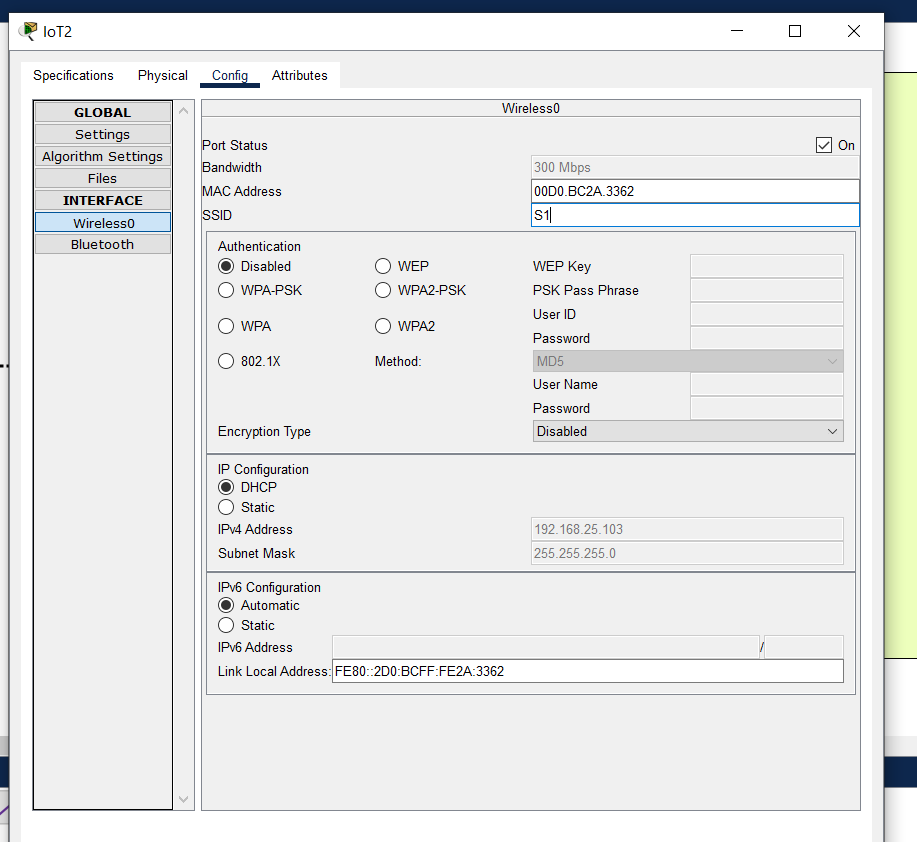 IoT2
Specifications Physical Config Attributes
GLOBAL
Settings
Algorithm Settings
Files
INTERFACE
Wireless0
Bluetooth
Wireless0
Port Status On
Bandwidth 300 Mbps
MAC Address 00D0.BC2A.3362
SSID S1
Authentication
Disabled WEP WEP Key
WPA-PSK WPA2-PSK PSK Pass Phrase
User ID
WPA WPA2
Password
802.1X Method: MD5
User Name
Password
Encryption Type Disabled
IP Configuration
DHCP
Static
IPv4 Address 192.168.25.103
Subnet Mask 255.255.255.0
IPv6 Configuration
Automatic
Static
IPv6 Address /
Link Local Address: FE80::2D0:BCFF:FE2A:3362